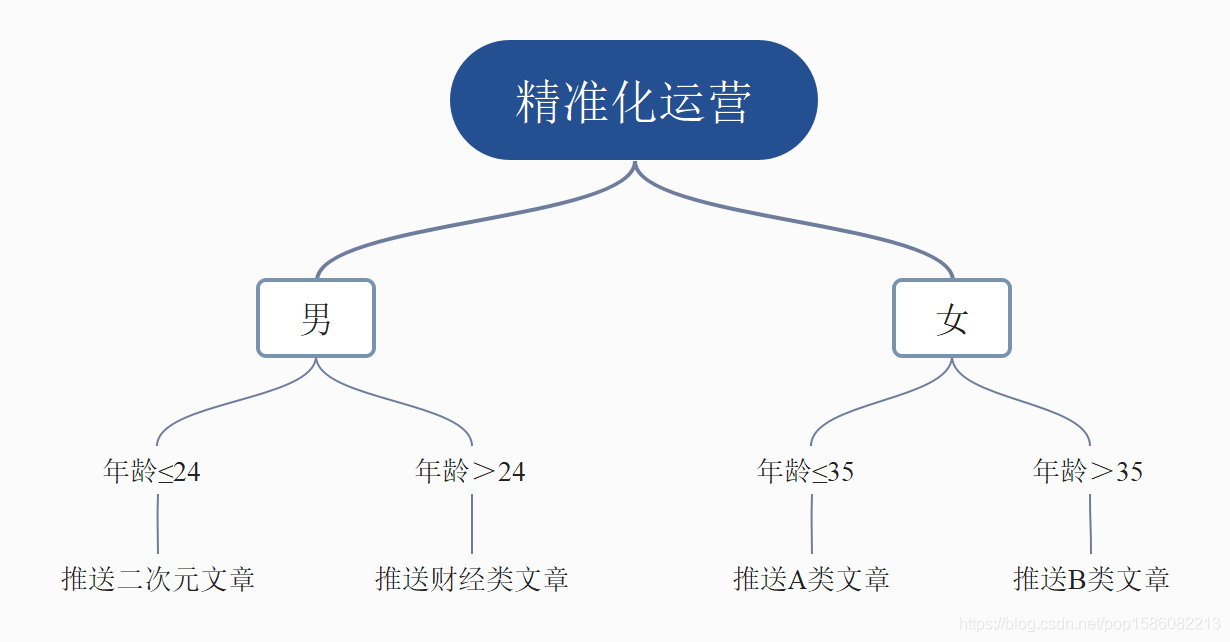 精准化运营
男
女
年龄≤24
年龄＞24
年龄≤35
年龄＞35
推送二次元文章
推送财经类文章
推送A类文章
推送B类文章
https://blog.csdn.net/pop1586082213